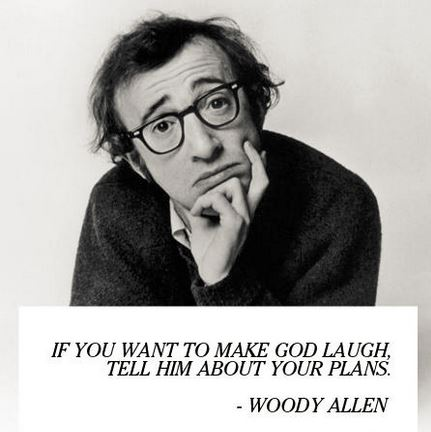 IF YOU WANT TO MAKE GOD LAUGH,
TELL HIM ABOUT YOUR PLANS.
- WOODY ALLEN